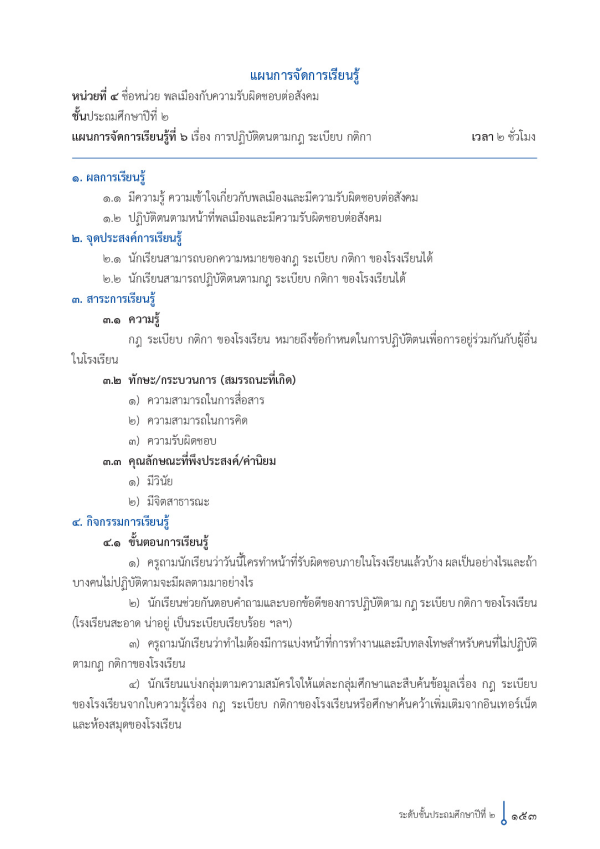 แผนการจัดการเรียนรู้
หน่วยที่ ๔ ชื่อหน่วย พลเมืองกับความรับผิดชอบต่อสังคม
ชั้นประถมศึกษาปีที่ ๒
แผนการจัดการเรียนรู้ที่ ๖ เรื่อง การปฏิบัติตนตามกฎ ระเบียบ กติกา เวลา ๒ ชั่วโมง
๑. ผลการเรียนรู้
๑.๑ มีความรู้ ความเข้าใจเกี่ยวกับพลเมืองและมีความรับผิดชอบต่อสังคม
๑.๒ ปฏิบัติตนตามหน้าที่พลเมืองและมีความรับผิดชอบต่อสังคม
๒. จุดประสงค์การเรียนรู้
๒.๑ นักเรียนสามารถบอกความหมายของกฎ ระเบียบ กติกา ของโรงเรียนได้
๒.๒ นักเรียนสามารถปฏิบัติตนตามกฎ ระเบียบ กติกา ของโรงเรียนได้
๓. สาระการเรียนรู้
๓.๑ ความรู้
กฎ ระเบียบ กติกา ของโรงเรียน หมายถึงข้อกำหนดในการปฏิบัติตนเพื่อการอยู่ร่วมกันกับผู้อื่น
ในโรงเรียน
๓.๒ ทักษะ/กระบวนการ (สมรรถนะที่เกิด)
๑) ความสามารถในการสื่อสาร
๒) ความสามารถในการคิด
๓) ความรับผิดชอบ
๓.๓ คุณลักษณะที่พึงประสงค์/ค่านิยม
๑) มีวินัย
๒) มีจิตสาธารณะ
๔. กิจกรรมการเรียนรู้
๔.๑ ขั้นตอนการเรียนรู้
๑) ครูถามนักเรียนว่าวันนี้ใครทำหน้าที่รับผิดชอบภายในโรงเรียนแล้วบ้าง ผลเป็นอย่างไรและถ้า
บางคนไม่ปฏิบัติตามจะมีผลตามมาอย่างไร
๒) นักเรียนช่วยกันตอบคำถามและบอกข้อดีของการปฏิบัติตาม กฎ ระเบียบ กติกา ของโรงเรียน
(โรงเรียนสะอาด น่าอยู่ เป็นระเบียบเรียบร้อย ฯลฯ)
๓) ครูถามนักเรียนว่าทำไมต้องมีการแบ่งหน้าที่การทำงานและมีบทลงโทษสำหรับคนที่ไม่ปฏิบัติ
ตามกฎ กติกาของโรงเรียน
๔) นักเรียนแบ่งกลุ่มตามความสมัครใจให้แต่ละกลุ่มศึกษาและสืบค้นข้อมูลเรื่อง กฎ ระเบียบ
ของโรงเรียนจากใบความรู้เรื่อง กฎ ระเบียบ กติกาของโรงเรียนหรือศึกษาค้นคว้าเพิ่มเติมจากอินเทอร์เน็ต
และห้องสมุดของโรงเรียน
ระดับชั้นประถมศึกษาปีที่ ๒ ๑๕๓